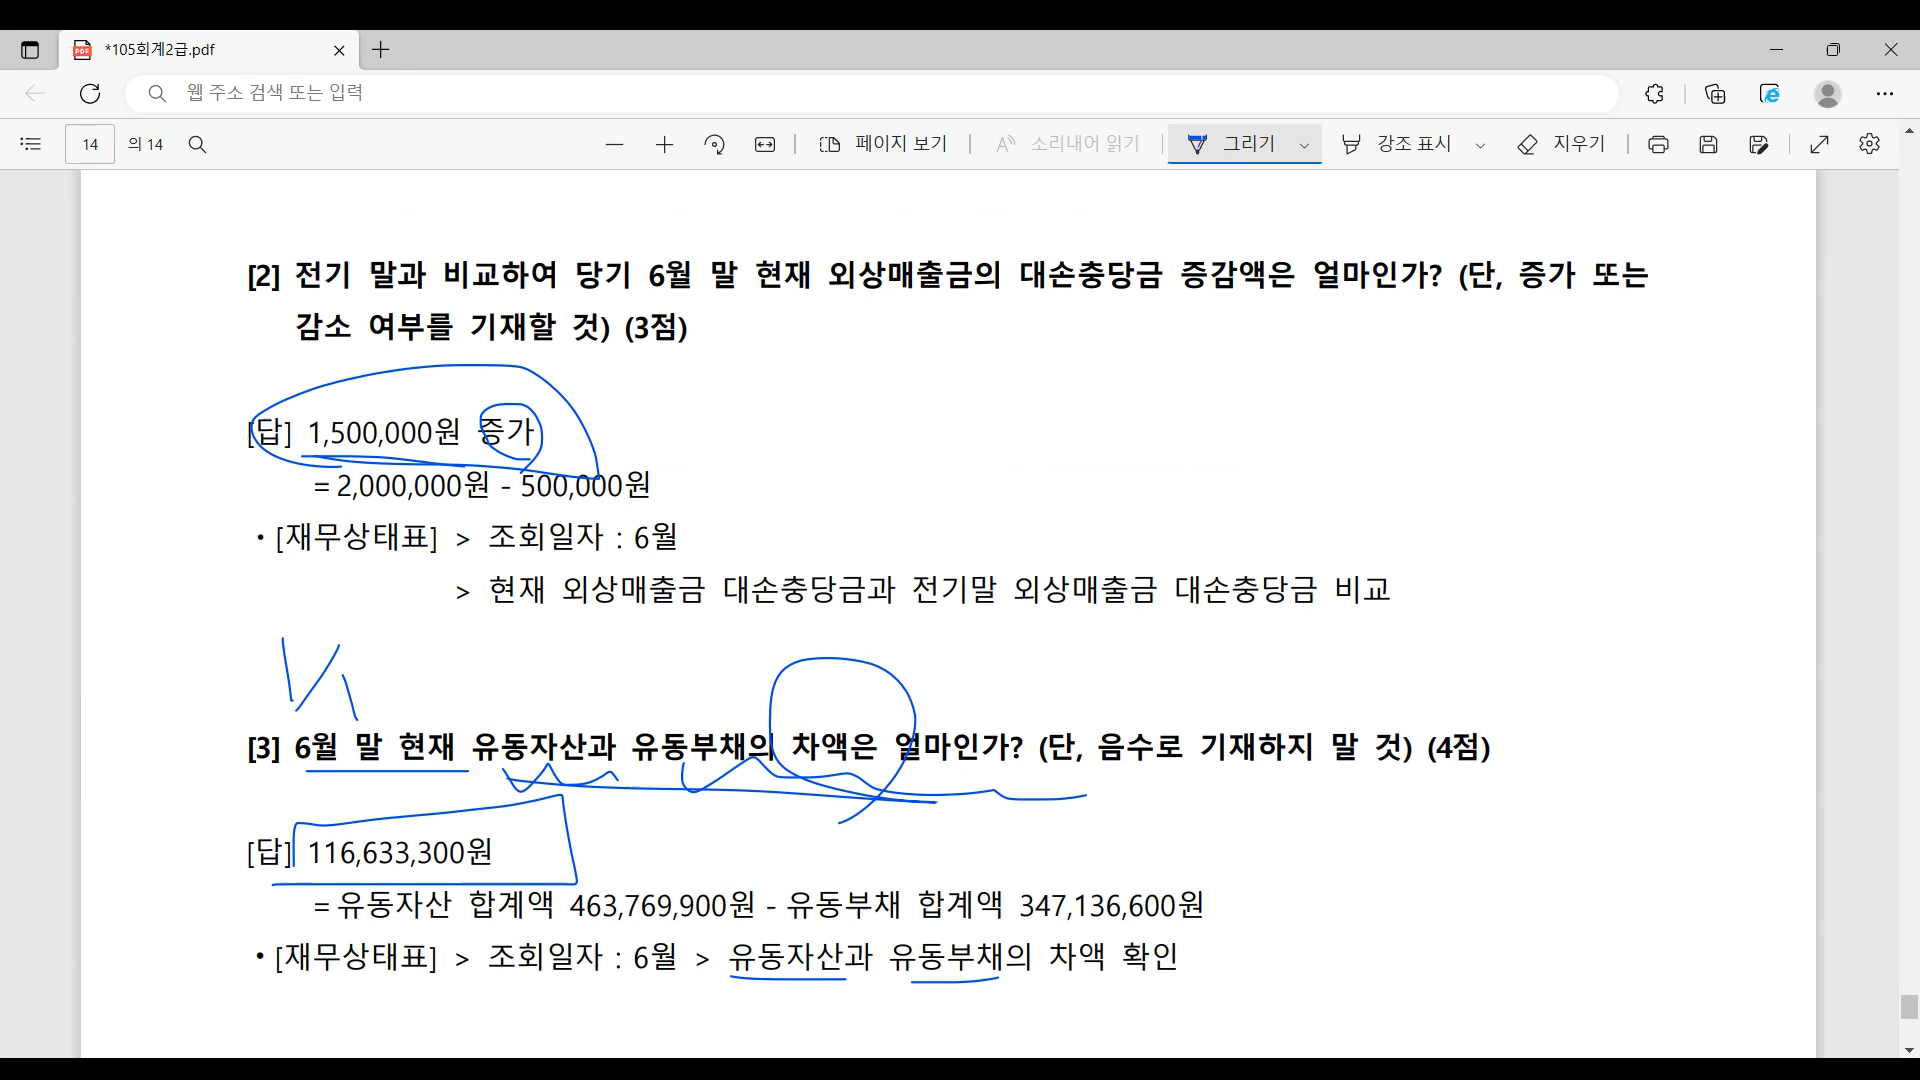 *105회계2급.pdf
웹 주소 검색 또는 입력
14 의 14 페이지 보기 소리내어 읽기 그리기 강조 표시 지우기
[2] 전기 말과 비교하여 당기 6월 말 현재 외상매출금의 대손충당금 증감액은 얼마인가? (단, 증가 또는
감소 여부를 기재할 것) (3점)
[답] 1,500,000원 증가
= 2,000,000원 - 500,000원
• [재무상태표] > 조회일자 : 6월
> 현재 외상매출금 대손충당금과 전기말 외상매출금 대손충당금 비교
[3] 6월 말 현재 유동자산과 유동부채의 차액은 얼마인가? (단, 음수로 기재하지 말 것) (4점)
[답] 116,633,300원
= 유동자산 합계액 463,769,900원 - 유동부채 합계액 347,136,600원
• [재무상태표] > 조회일자 : 6월 > 유동자산과 유동부채의 차액 확인